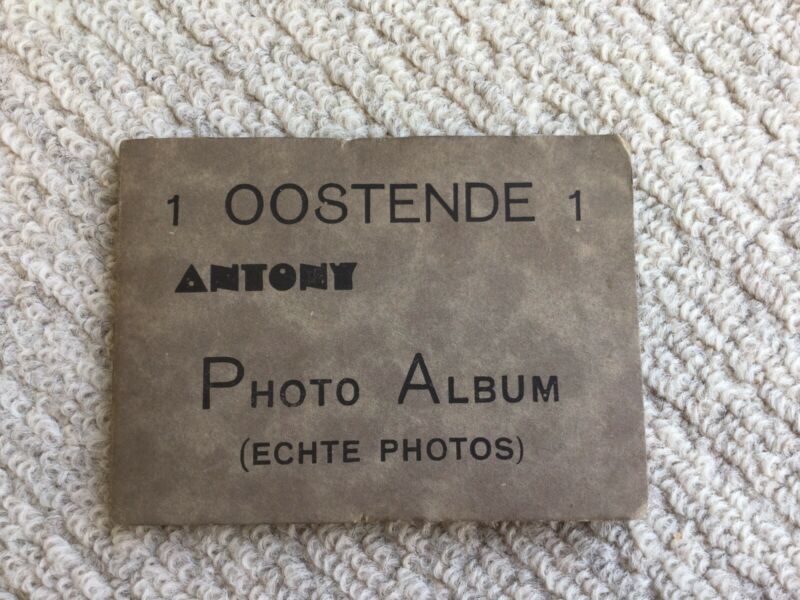 1 OOSTENDE 1
ANTONY
PHOTO ALBUM
(ECHTE PHOTOS)